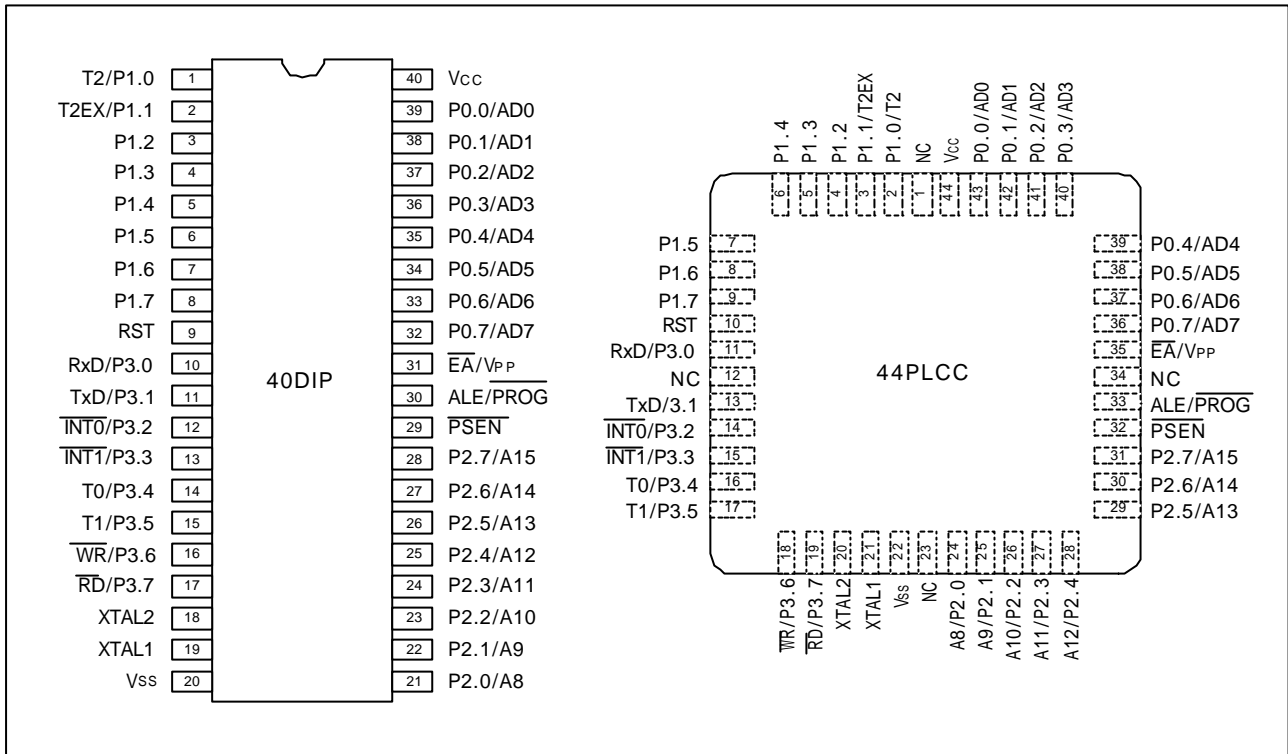 T2/P1.0 1 40 Vcc
T2EX/P1.1 2 39 P0.0/AD0
P1.2 3 38 P0.1/AD1
P1.3 4 37 P0.2/AD2
P1.4 5 36 P0.3/AD3
P1.5 6 35 P0.4/AD4
P1.6 7 34 P0.5/AD5
P1.7 8 33 P0.6/AD6
RST 9 32 P0.7/AD7
RxD/P3.0 10 31 EA/VPP
TxD/P3.1 11 30 ALE/PROG
INT0/P3.2 12 29 PSEN
INT1/P3.3 13 28 P2.7/A15
T0/P3.4 14 27 P2.6/A14
T1/P3.5 15 26 P2.5/A13
WR/P3.6 16 25 P2.4/A12
RD/P3.7 17 24 P2.3/A11
XTAL2 18 23 P2.2/A10
XTAL1 19 22 P2.1/A9
Vss 20 21 P2.0/A8
40DIP
P1.4 6
P1.3 5
P1.2 4
P1.1/T2EX 3
P1.0/T2 2
NC 1
Vcc 44
P0.0/AD0 43
P0.1/AD1 42
P0.2/AD2 41
P0.3/AD3 40
P1.5 7 39 P0.4/AD4
P1.6 8 38 P0.5/AD5
P1.7 9 37 P0.6/AD6
RST 10 36 P0.7/AD7
RxD/P3.0 11 35 EA/VPP
NC 12 34 NC
TxD/3.1 13 33 ALE/PROG
INT0/P3.2 14 32 PSEN
INT1/P3.3 15 31 P2.7/A15
T0/P3.4 16 30 P2.6/A14
T1/P3.5 17 29 P2.5/A13
44PLCC
18 WR/P3.6
19 RD/P3.7
20 XTAL2
21 XTAL1
22 Vss
23 NC
24 A8/P2.0
25 A9/P2.1
26 A10/P2.2
27 A11/P2.3
28 A12/P2.4